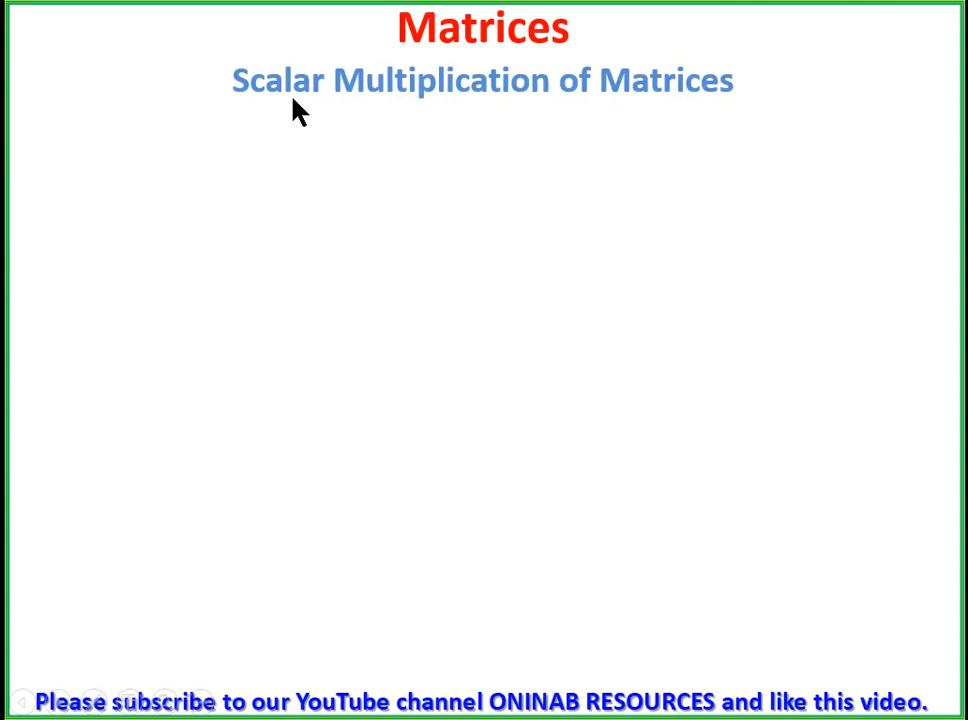 Matrices
Scalar Multiplication of Matrices
Please subscribe to our YouTube channel ONINAB RESOURCES and like this video.